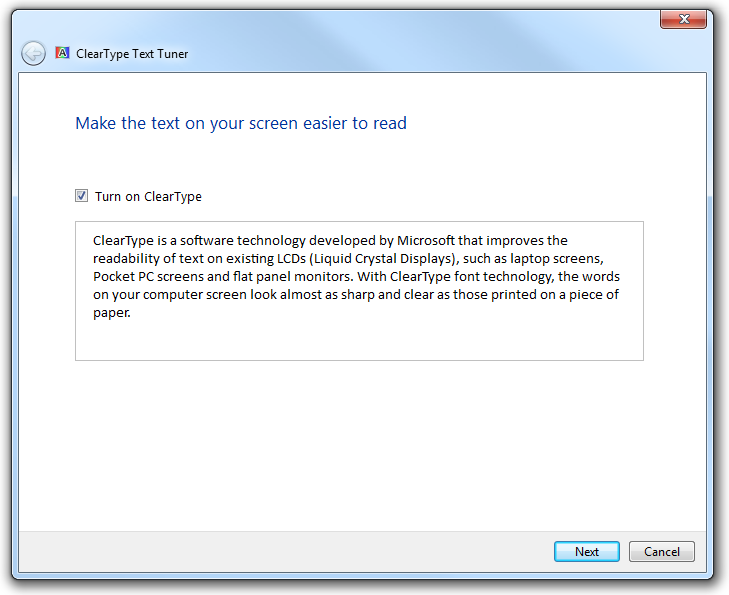 ClearType Text Tuner
Make the text on your screen easier to read
Turn on ClearType
ClearType is a software technology developed by Microsoft that improves the
readability of text on existing LCDs (Liquid Crystal Displays), such as laptop screens,
Pocket PC screens and flat panel monitors. With ClearType font technology, the words
on your computer screen look almost as sharp and clear as those printed on a piece of
paper.
Next
Cancel